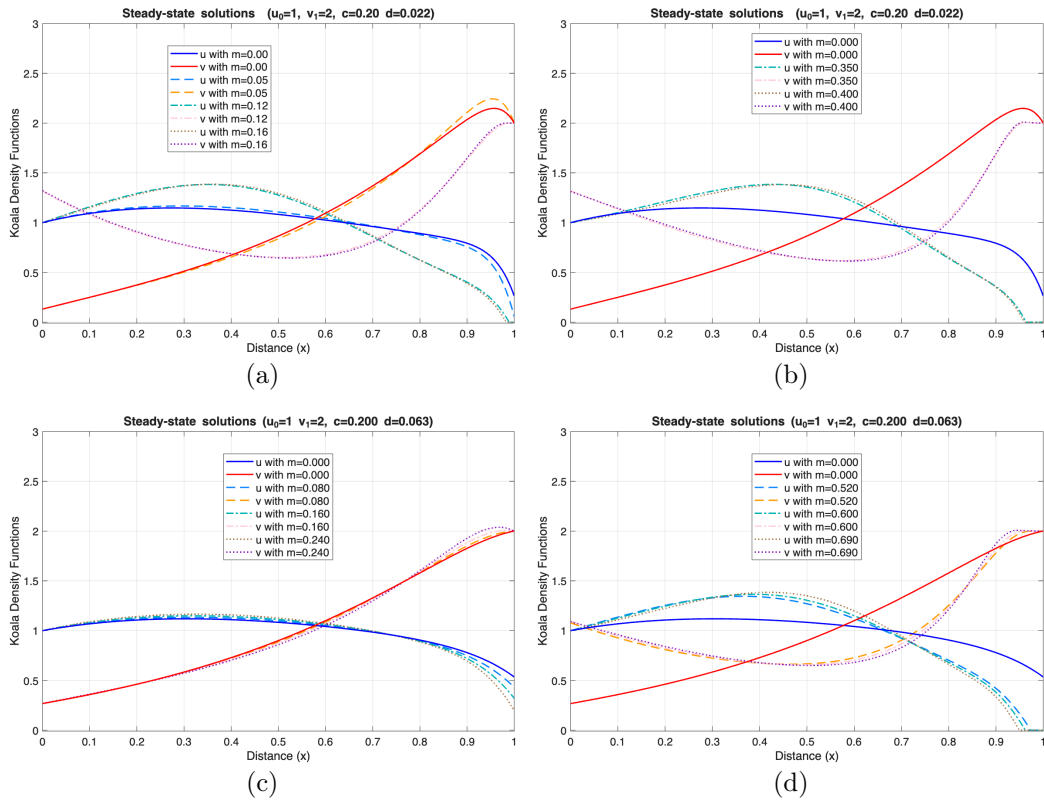 Steady-state solutions (u₀=1, v₁=2, c=0.20 d=0.022)
Koala Density Functions
3
2.5
2
1.5
1
0.5
0
u with m=0.00
v with m=0.00
u with m=0.05
v with m=0.05
u with m=0.12
v with m=0.12
u with m=0.16
v with m=0.16
0 0.1 0.2 0.3 0.4 0.5 0.6 0.7 0.8 0.9 1
Distance (x)
(a)
Steady-state solutions (u₀=1, v₁=2, c=0.20 d=0.022)
Koala Density Functions
3
2.5
2
1.5
1
0.5
0
u with m=0.000
v with m=0.000
u with m=0.350
v with m=0.350
u with m=0.400
v with m=0.400
0 0.1 0.2 0.3 0.4 0.5 0.6 0.7 0.8 0.9 1
Distance (x)
(b)
Steady-state solutions (u₀=1 v₁=2, c=0.200 d=0.063)
Koala Density Functions
3
2.5
2
1.5
1
0.5
0
u with m=0.000
v with m=0.000
u with m=0.080
v with m=0.080
u with m=0.160
v with m=0.160
u with m=0.240
v with m=0.240
0 0.1 0.2 0.3 0.4 0.5 0.6 0.7 0.8 0.9 1
Distance (x)
(c)
Steady-state solutions (u₀=1 v₁=2, c=0.200 d=0.063)
Koala Density Functions
3
2.5
2
1.5
1
0.5
0
u with m=0.000
v with m=0.000
u with m=0.520
v with m=0.520
u with m=0.600
v with m=0.600
u with m=0.690
v with m=0.690
0 0.1 0.2 0.3 0.4 0.5 0.6 0.7 0.8 0.9 1
Distance (x)
(d)